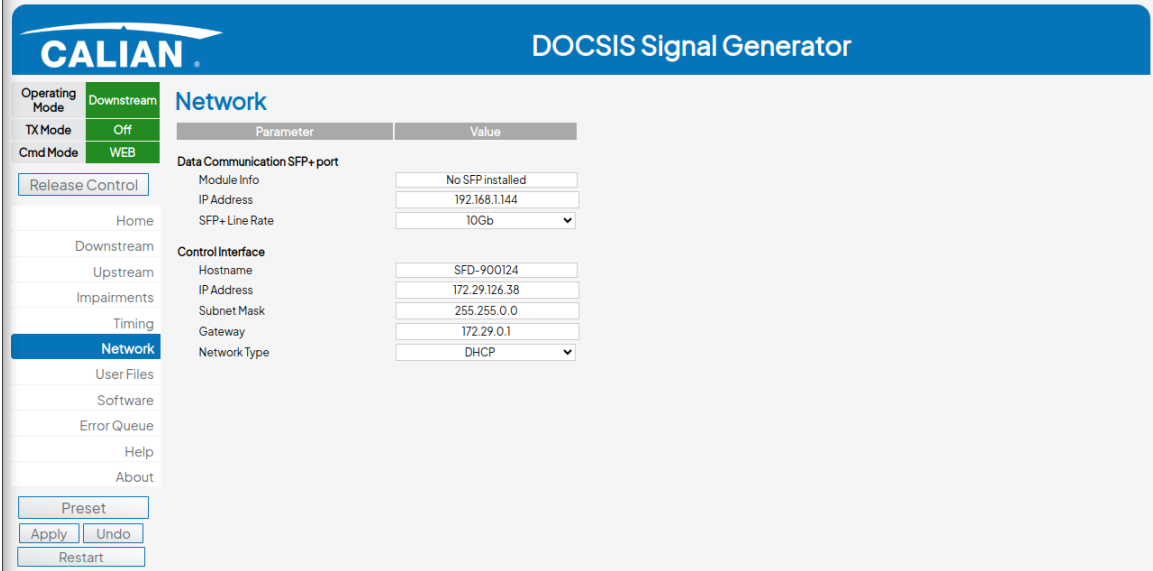 CALIAN®
DOCSIS Signal Generator
Operating Mode Downstream
TX Mode Off
Cmd Mode WEB
Release Control
Home
Downstream
Upstream
Impairments
Timing
Network
User Files
Software
Error Queue
Help
About
Preset
Apply Undo
Restart
Network
Parameter Value
Data Communication SFP+ port
Module Info No SFP installed
IP Address 192.168.1.144
SFP+ Line Rate 10Gb
Control Interface
Hostname SFD-900124
IP Address 172.29.126.38
Subnet Mask 255.255.0.0
Gateway 172.29.0.1
Network Type DHCP